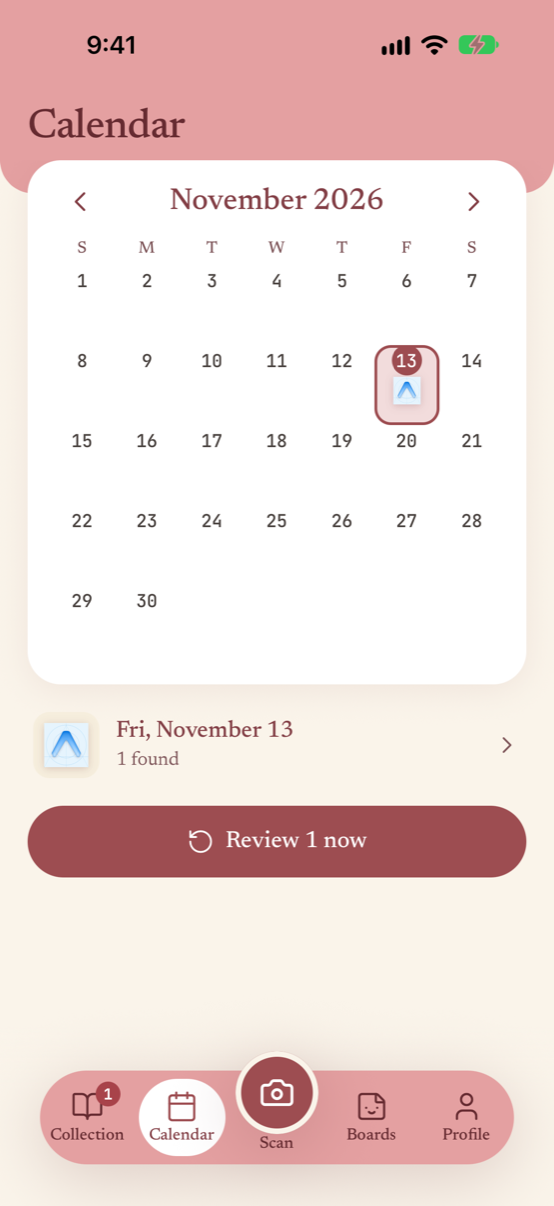 9:41
Calendar
November 2026
S M T W T F S
1 2 3 4 5 6 7
8 9 10 11 12 13 14
15 16 17 18 19 20 21
22 23 24 25 26 27 28
29 30
Fri, November 13
1 found
Review 1 now
1
Collection Calendar Scan Boards Profile